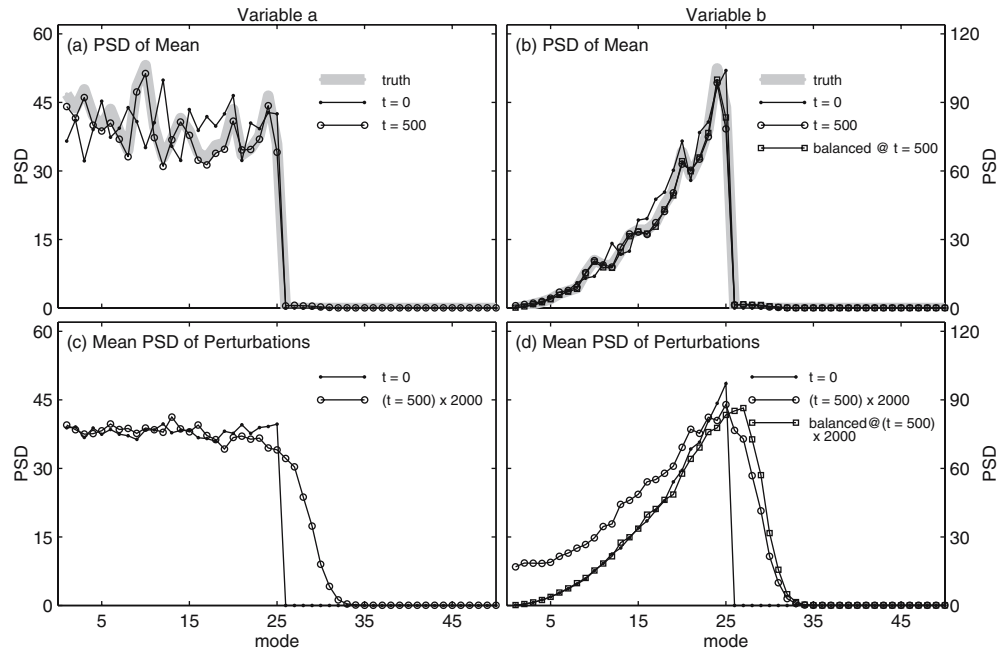 Variable a
Variable b
(a) PSD of Mean
truth
t = 0
t = 500
60
45
30
15
0
PSD
(b) PSD of Mean
truth
t = 0
t = 500
balanced @ t = 500
120
90
60
30
0
PSD
(c) Mean PSD of Perturbations
t = 0
(t = 500) x 2000
60
45
30
15
0
PSD
5
15
25
35
45
mode
(d) Mean PSD of Perturbations
t = 0
(t = 500) x 2000
balanced@(t = 500)
x 2000
120
90
60
30
0
PSD
5
15
25
35
45
mode